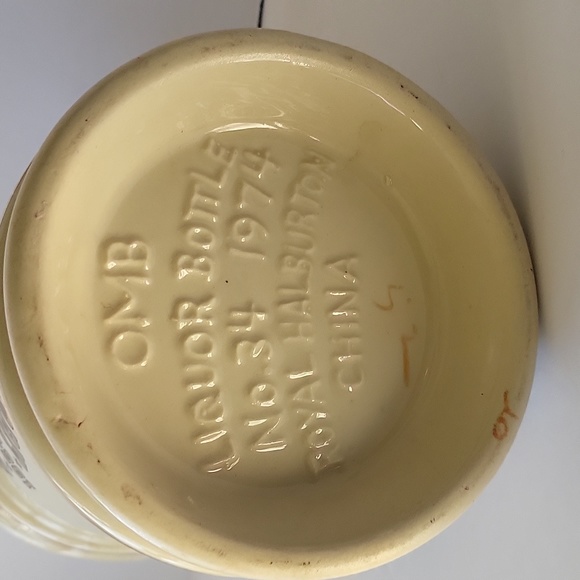 OMB
LIQUOR BOTTLE
No.34 1974
ROYAL HALBURTON
CHINA